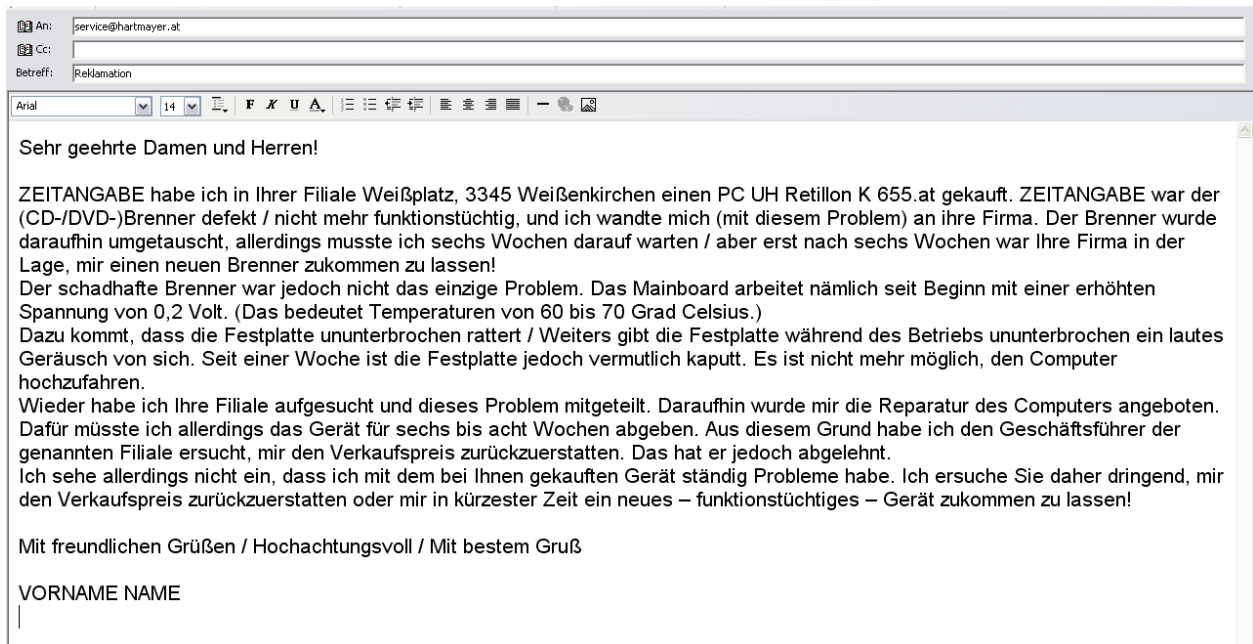 An:
service@hartmayer.at
Cc:
Betreff:
Reklamation
Arial
14
F K U A
Sehr geehrte Damen und Herren!
ZEITANGABE habe ich in Ihrer Filiale Weißplatz, 3345 Weißenkirchen einen PC UH Retillon K 655.at gekauft. ZEITANGABE war der
(CD-/DVD-)Brenner defekt / nicht mehr funktionstüchtig, und ich wandte mich (mit diesem Problem) an ihre Firma. Der Brenner wurde
daraufhin umgetauscht, allerdings musste ich sechs Wochen darauf warten / aber erst nach sechs Wochen war Ihre Firma in der
Lage, mir einen neuen Brenner zukommen zu lassen!
Der schadhafte Brenner war jedoch nicht das einzige Problem. Das Mainboard arbeitet nämlich seit Beginn mit einer erhöhten
Spannung von 0,2 Volt. (Das bedeutet Temperaturen von 60 bis 70 Grad Celsius.)
Dazu kommt, dass die Festplatte ununterbrochen rattert / Weiters gibt die Festplatte während des Betriebs ununterbrochen ein lautes
Geräusch von sich. Seit einer Woche ist die Festplatte jedoch vermutlich kaputt. Es ist nicht mehr möglich, den Computer
hochzufahren.
Wieder habe ich Ihre Filiale aufgesucht und dieses Problem mitgeteilt. Daraufhin wurde mir die Reparatur des Computers angeboten.
Dafür müsste ich allerdings das Gerät für sechs bis acht Wochen abgeben. Aus diesem Grund habe ich den Geschäftsführer der
genannten Filiale ersucht, mir den Verkaufspreis zurückzuerstatten. Das hat er jedoch abgelehnt.
Ich sehe allerdings nicht ein, dass ich mit dem bei Ihnen gekauften Gerät ständig Probleme habe. Ich ersuche Sie daher dringend, mir
den Verkaufspreis zurückzuerstatten oder mir in kürzester Zeit ein neues – funktionstüchtiges – Gerät zukommen zu lassen!
Mit freundlichen Grüßen / Hochachtungsvoll / Mit bestem Gruß
VORNAME NAME